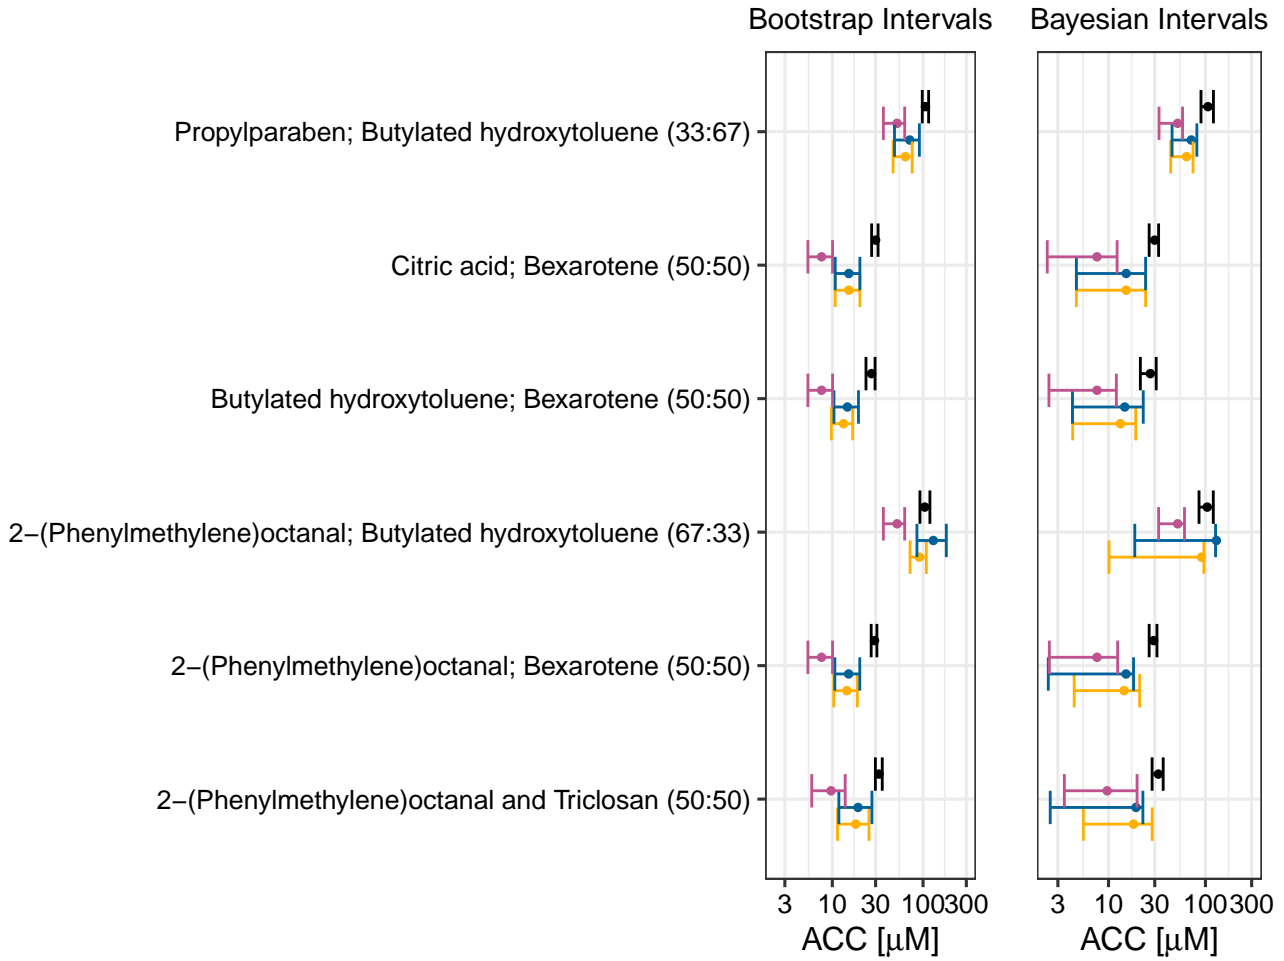 Bootstrap Intervals
Bayesian Intervals
Propylparaben; Butylated hydroxytoluene (33:67)
Citric acid; Bexarotene (50:50)
Butylated hydroxytoluene; Bexarotene (50:50)
2−(Phenylmethylene)octanal; Butylated hydroxytoluene (67:33)
2−(Phenylmethylene)octanal; Bexarotene (50:50)
2−(Phenylmethylene)octanal and Triclosan (50:50)
3 10 30 100 300
3 10 30 100 300
ACC [μM]
ACC [μM]